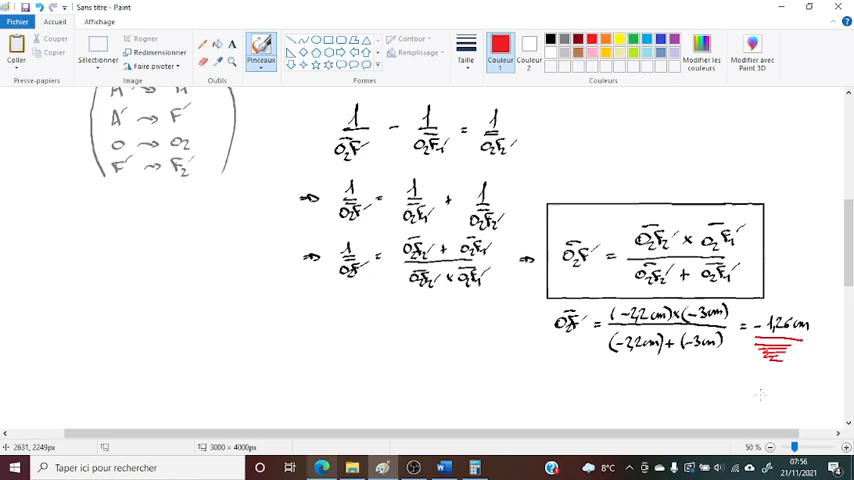 Sans titre - Paint
Fichier Accueil Affichage
Coller
Couper
Copier
Presse-papiers
Sélectionner
Rogner
Redimensionner
Faire pivoter
Image
Outils
Pinceaux
Contour
Remplissage
Formes
Taille
Couleur 1
Couleur 2
Couleurs
Modifier les couleurs
Modifier avec Paint 3D
A → A
A′ → F′
O → O₂
F′ → F₂′
1/O₂F′ − 1/O₂F₁′ = 1/O₂F₂′
⇒ 1/O₂F′ = 1/O₂F₁′ + 1/O₂F₂′
⇒ 1/O₂F′ = (O₂F₂′ + O₂F₁′)/(O₂F₂′ × O₂F₁′) ⇒ O₂F′ = (O₂F₂′ × O₂F₁′)/(O₂F₂′ + O₂F₁′)
O₂F′ = ((−2,2cm)×(−3cm))/((−2,2cm)+(−3cm)) = −1,26cm
2631, 2249px
3000 × 4000px
50 %
Taper ici pour rechercher
8°C
07:56
21/11/2021